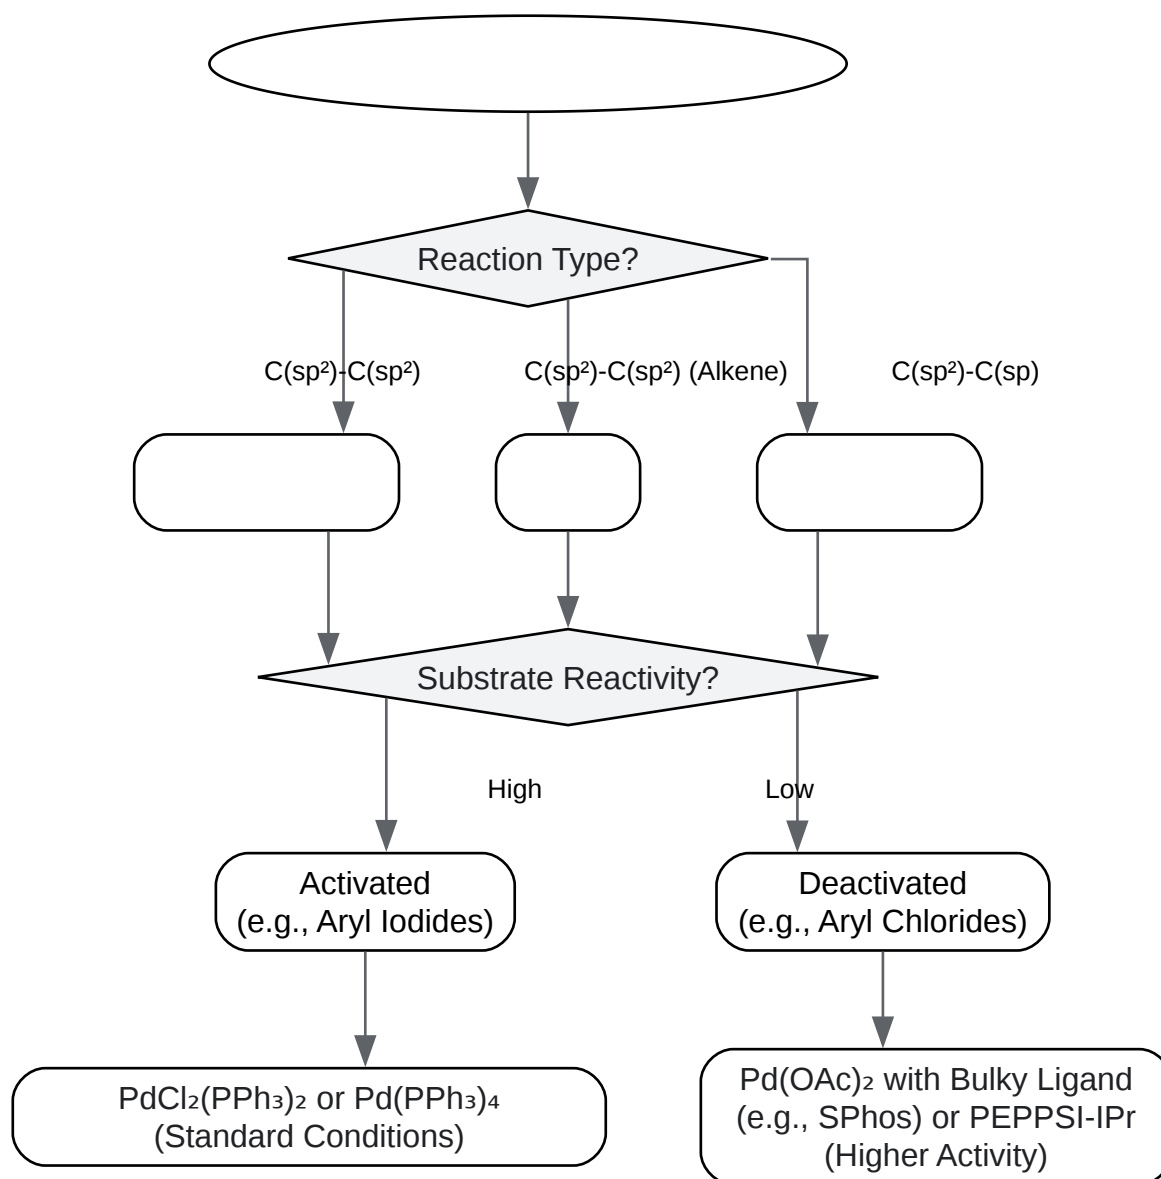 Reaction Type?
C(sp²)-C(sp²)
C(sp²)-C(sp²) (Alkene)
C(sp²)-C(sp)
Substrate Reactivity?
High
Low
Activated
(e.g., Aryl Iodides)
Deactivated
(e.g., Aryl Chlorides)
PdCl₂(PPh₃)₂ or Pd(PPh₃)₄
(Standard Conditions)
Pd(OAc)₂ with Bulky Ligand
(e.g., SPhos) or PEPPSI-IPr
(Higher Activity)